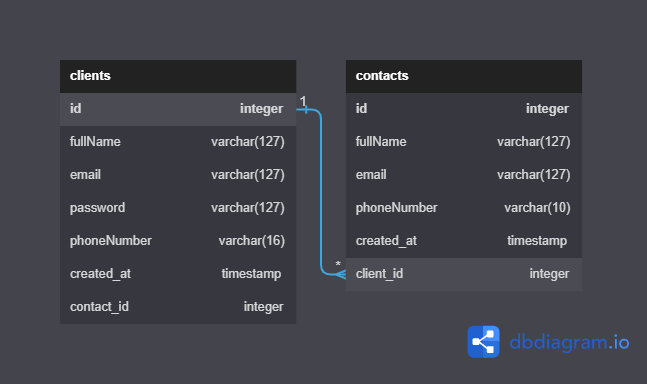 clients
id integer
fullName varchar(127)
email varchar(127)
password varchar(127)
phoneNumber varchar(16)
created_at timestamp
contact_id integer
1
*
contacts
id integer
fullName varchar(127)
email varchar(127)
phoneNumber varchar(10)
created_at timestamp
client_id integer
dbdiagram.io